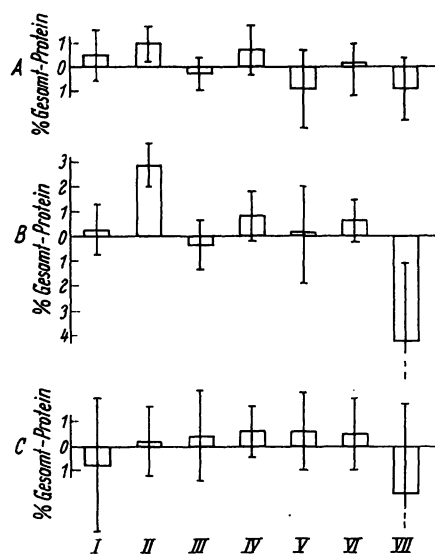 A
% Gesamt-Protein
1
0
1
B
% Gesamt-Protein
3
2
1
0
1
2
3
4
C
% Gesamt-Protein
1
0
1
I II III IV V VI VII